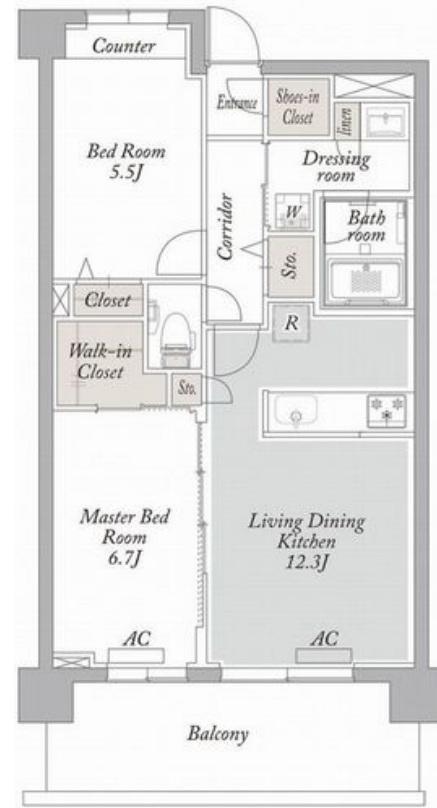 Counter
Entrance
Shoes-in
Closet
linen
Bed Room
5.5J
Dressing
room
W
Corridor
Bath
room
Sto.
Closet
R
Walk-in
Closet
Sto.
Master Bed
Room
6.7J
Living Dining
Kitchen
12.3J
AC
AC
Balcony